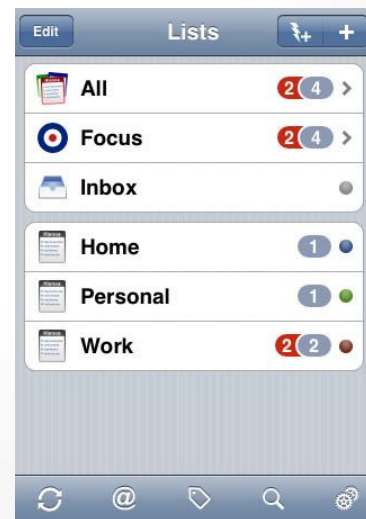 Edit Lists +
All 2 4
Focus 2 4
Inbox
Home 1
Personal 1
Work 2 2
@